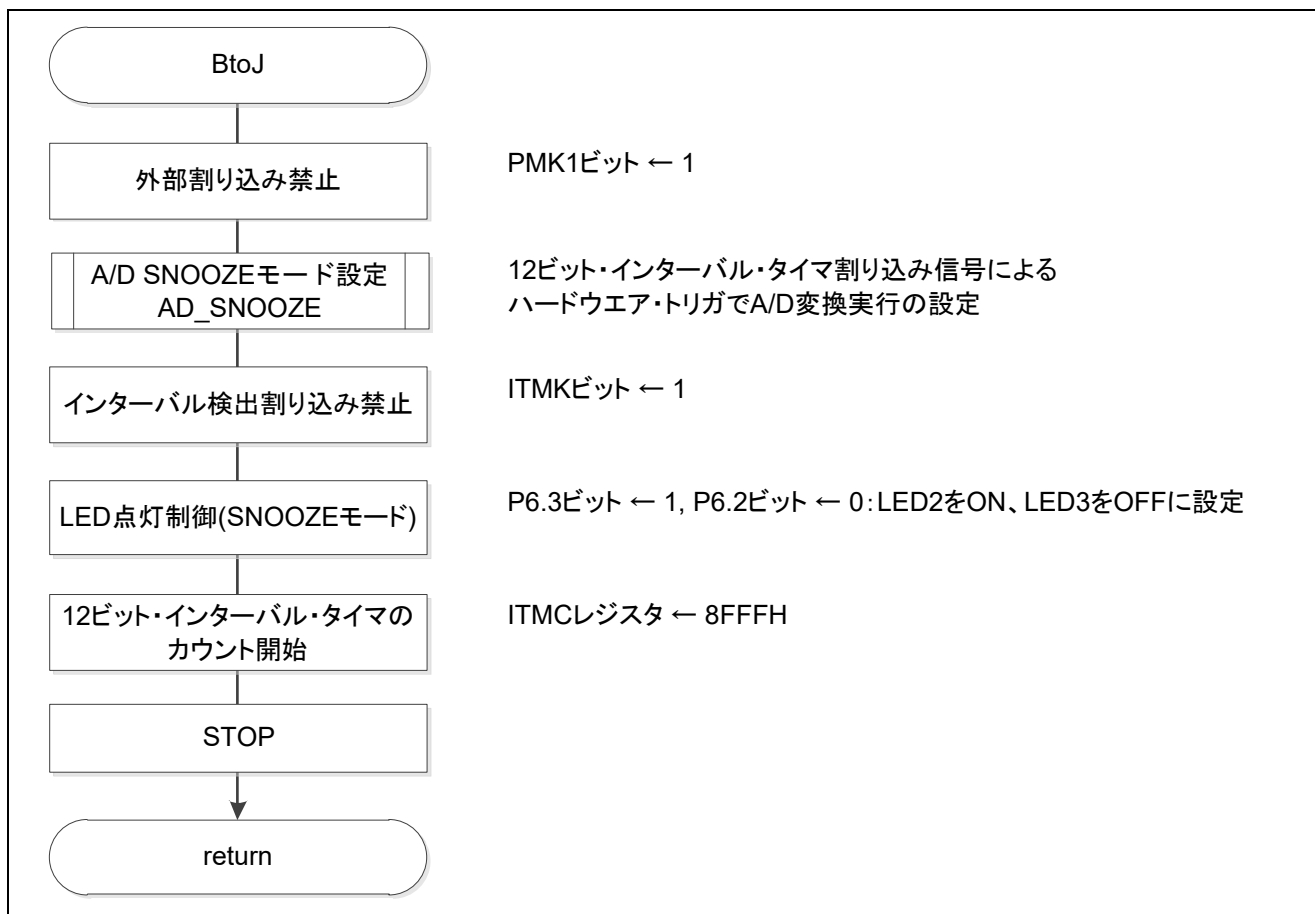 BtoJ
外部割り込み禁止
PMK1ビット ← 1
A/D SNOOZEモード設定
AD_SNOOZE
12ビット・インターバル・タイマ割り込み信号による
ハードウエア・トリガでA/D変換実行の設定
インターバル検出割り込み禁止
ITMKビット ← 1
LED点灯制御(SNOOZEモード)
P6.3ビット ← 1, P6.2ビット ← 0：LED2をON、LED3をOFFに設定
12ビット・インターバル・タイマの
カウント開始
ITMCレジスタ ← 8FFFH
STOP
return